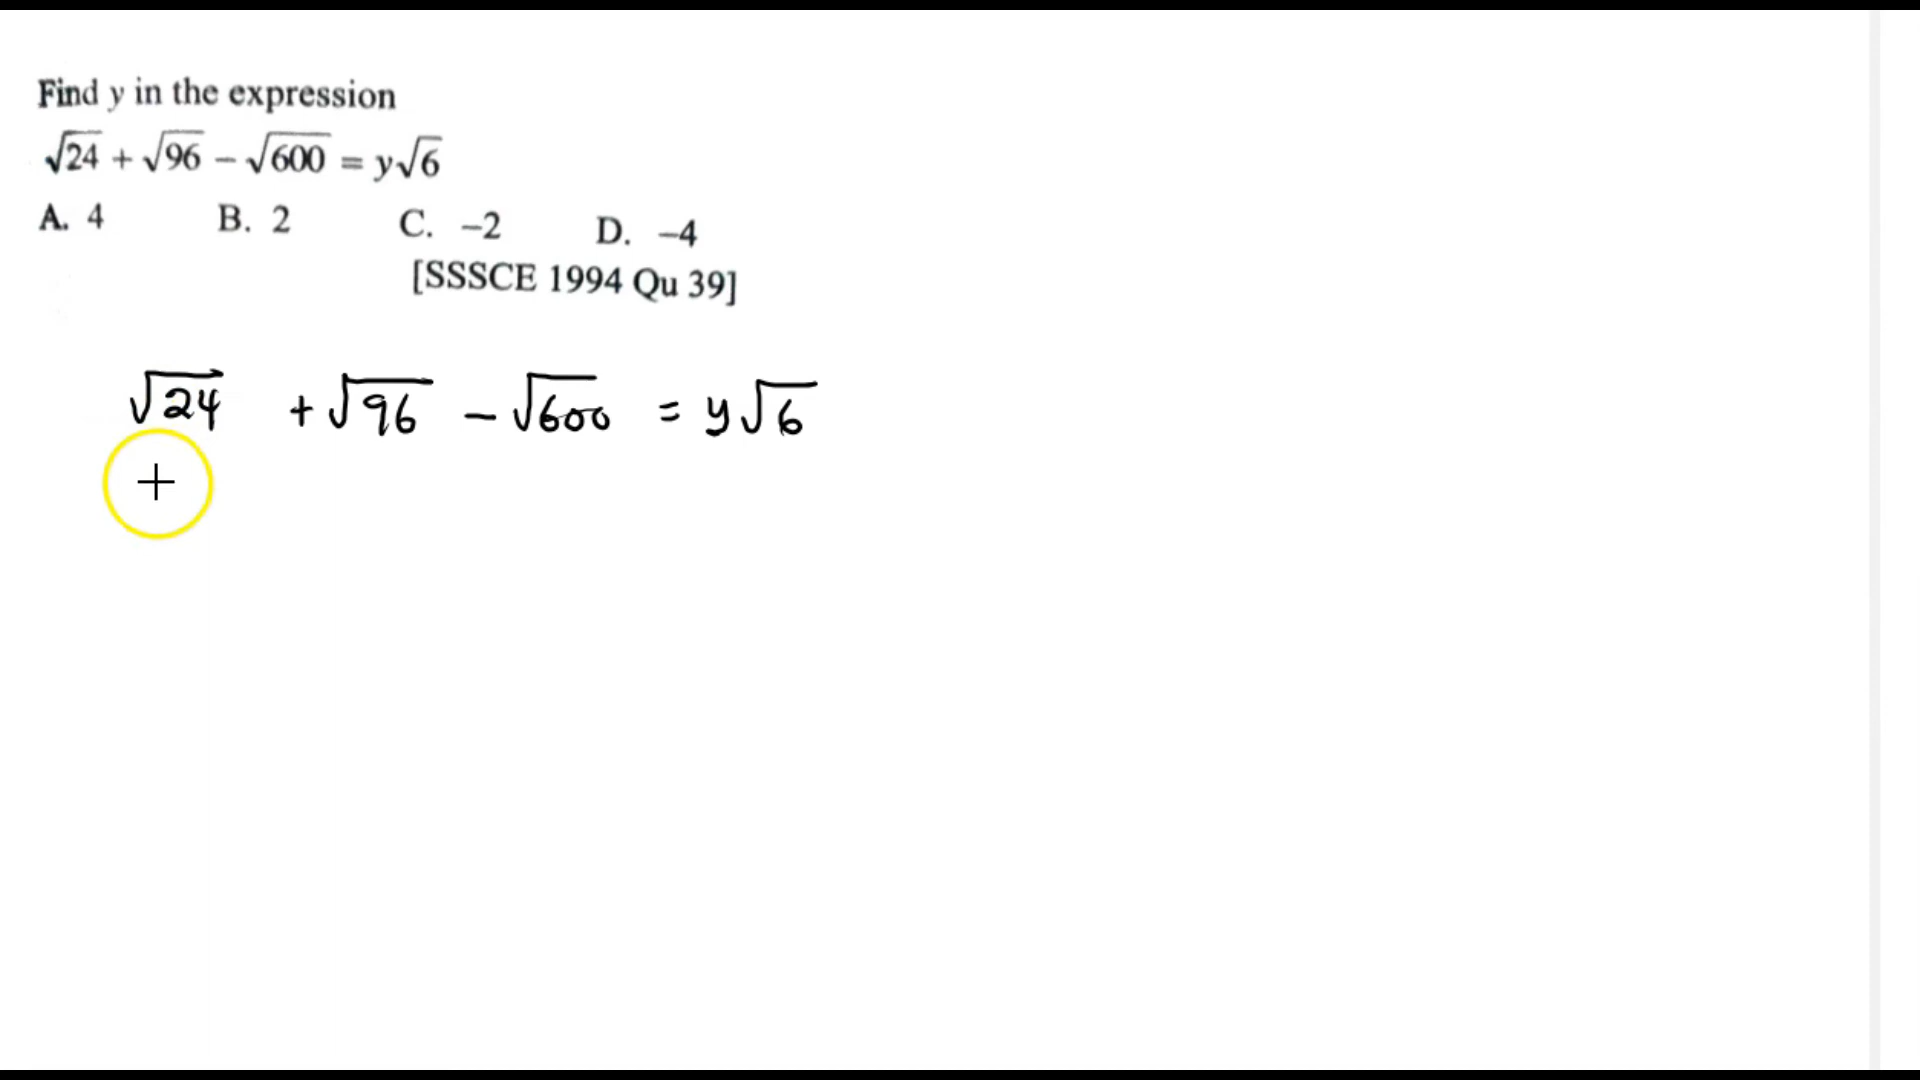 Find y in the expression
√24 + √96 − √600 = y√6
A. 4 B. 2 C. −2 D. −4
[SSSCE 1994 Qu 39]
√24 + √96 − √600 = y√6